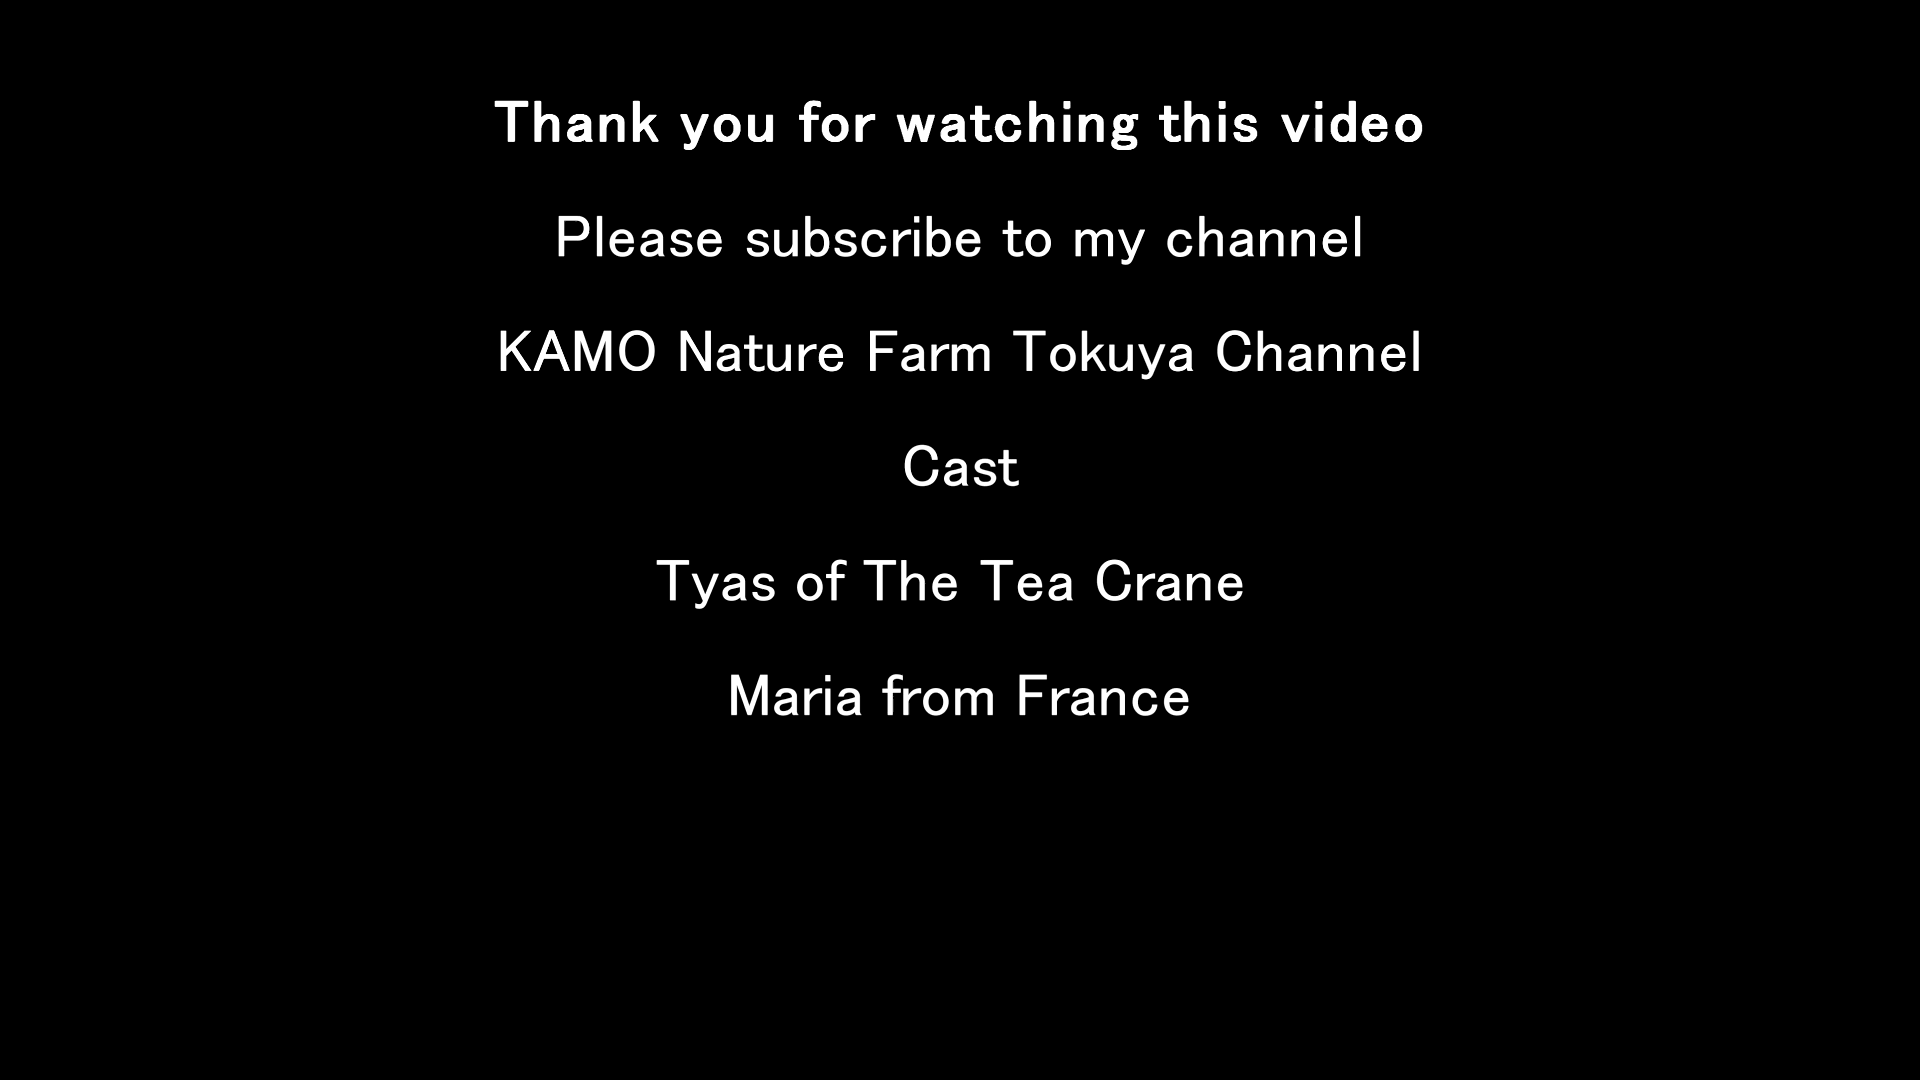 Thank you for watching this video
Please subscribe to my channel
KAMO Nature Farm Tokuya Channel
Cast
Tyas of The Tea Crane
Maria from France